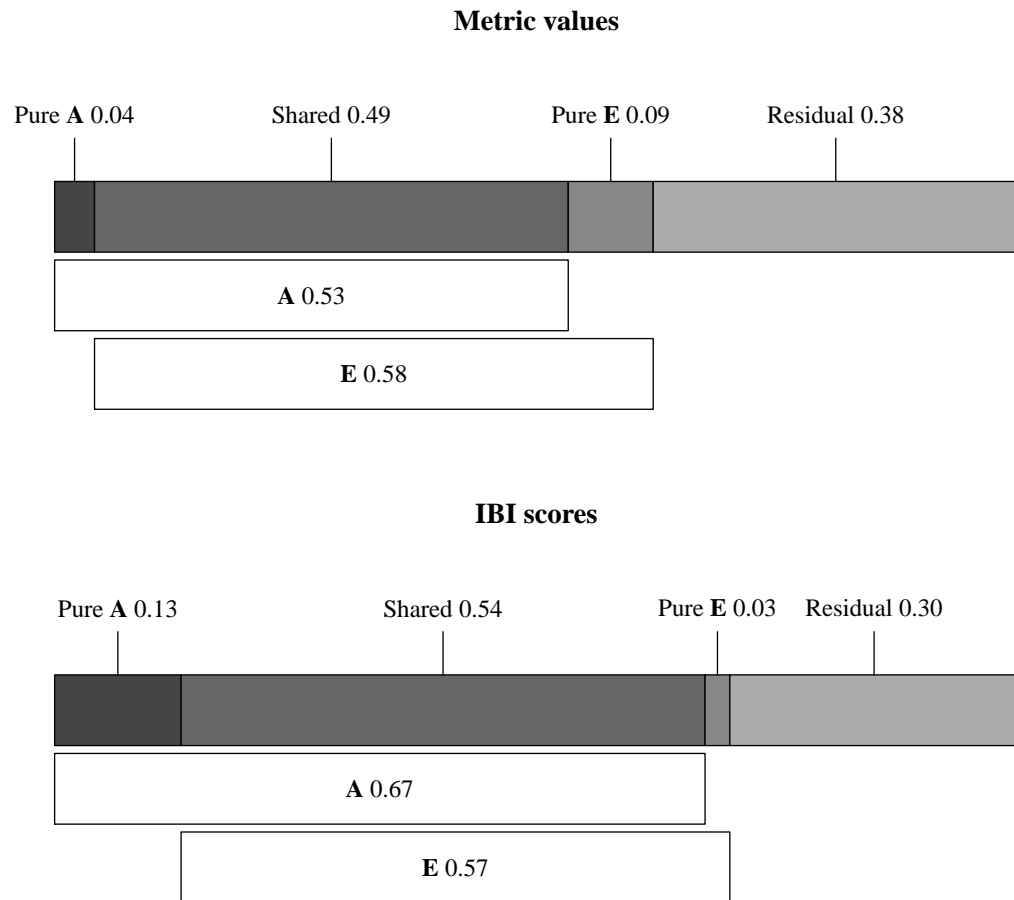 Metric values
Pure A 0.04 Shared 0.49 Pure E 0.09 Residual 0.38
A 0.53
E 0.58
IBI scores
Pure A 0.13 Shared 0.54 Pure E 0.03 Residual 0.30
A 0.67
E 0.57